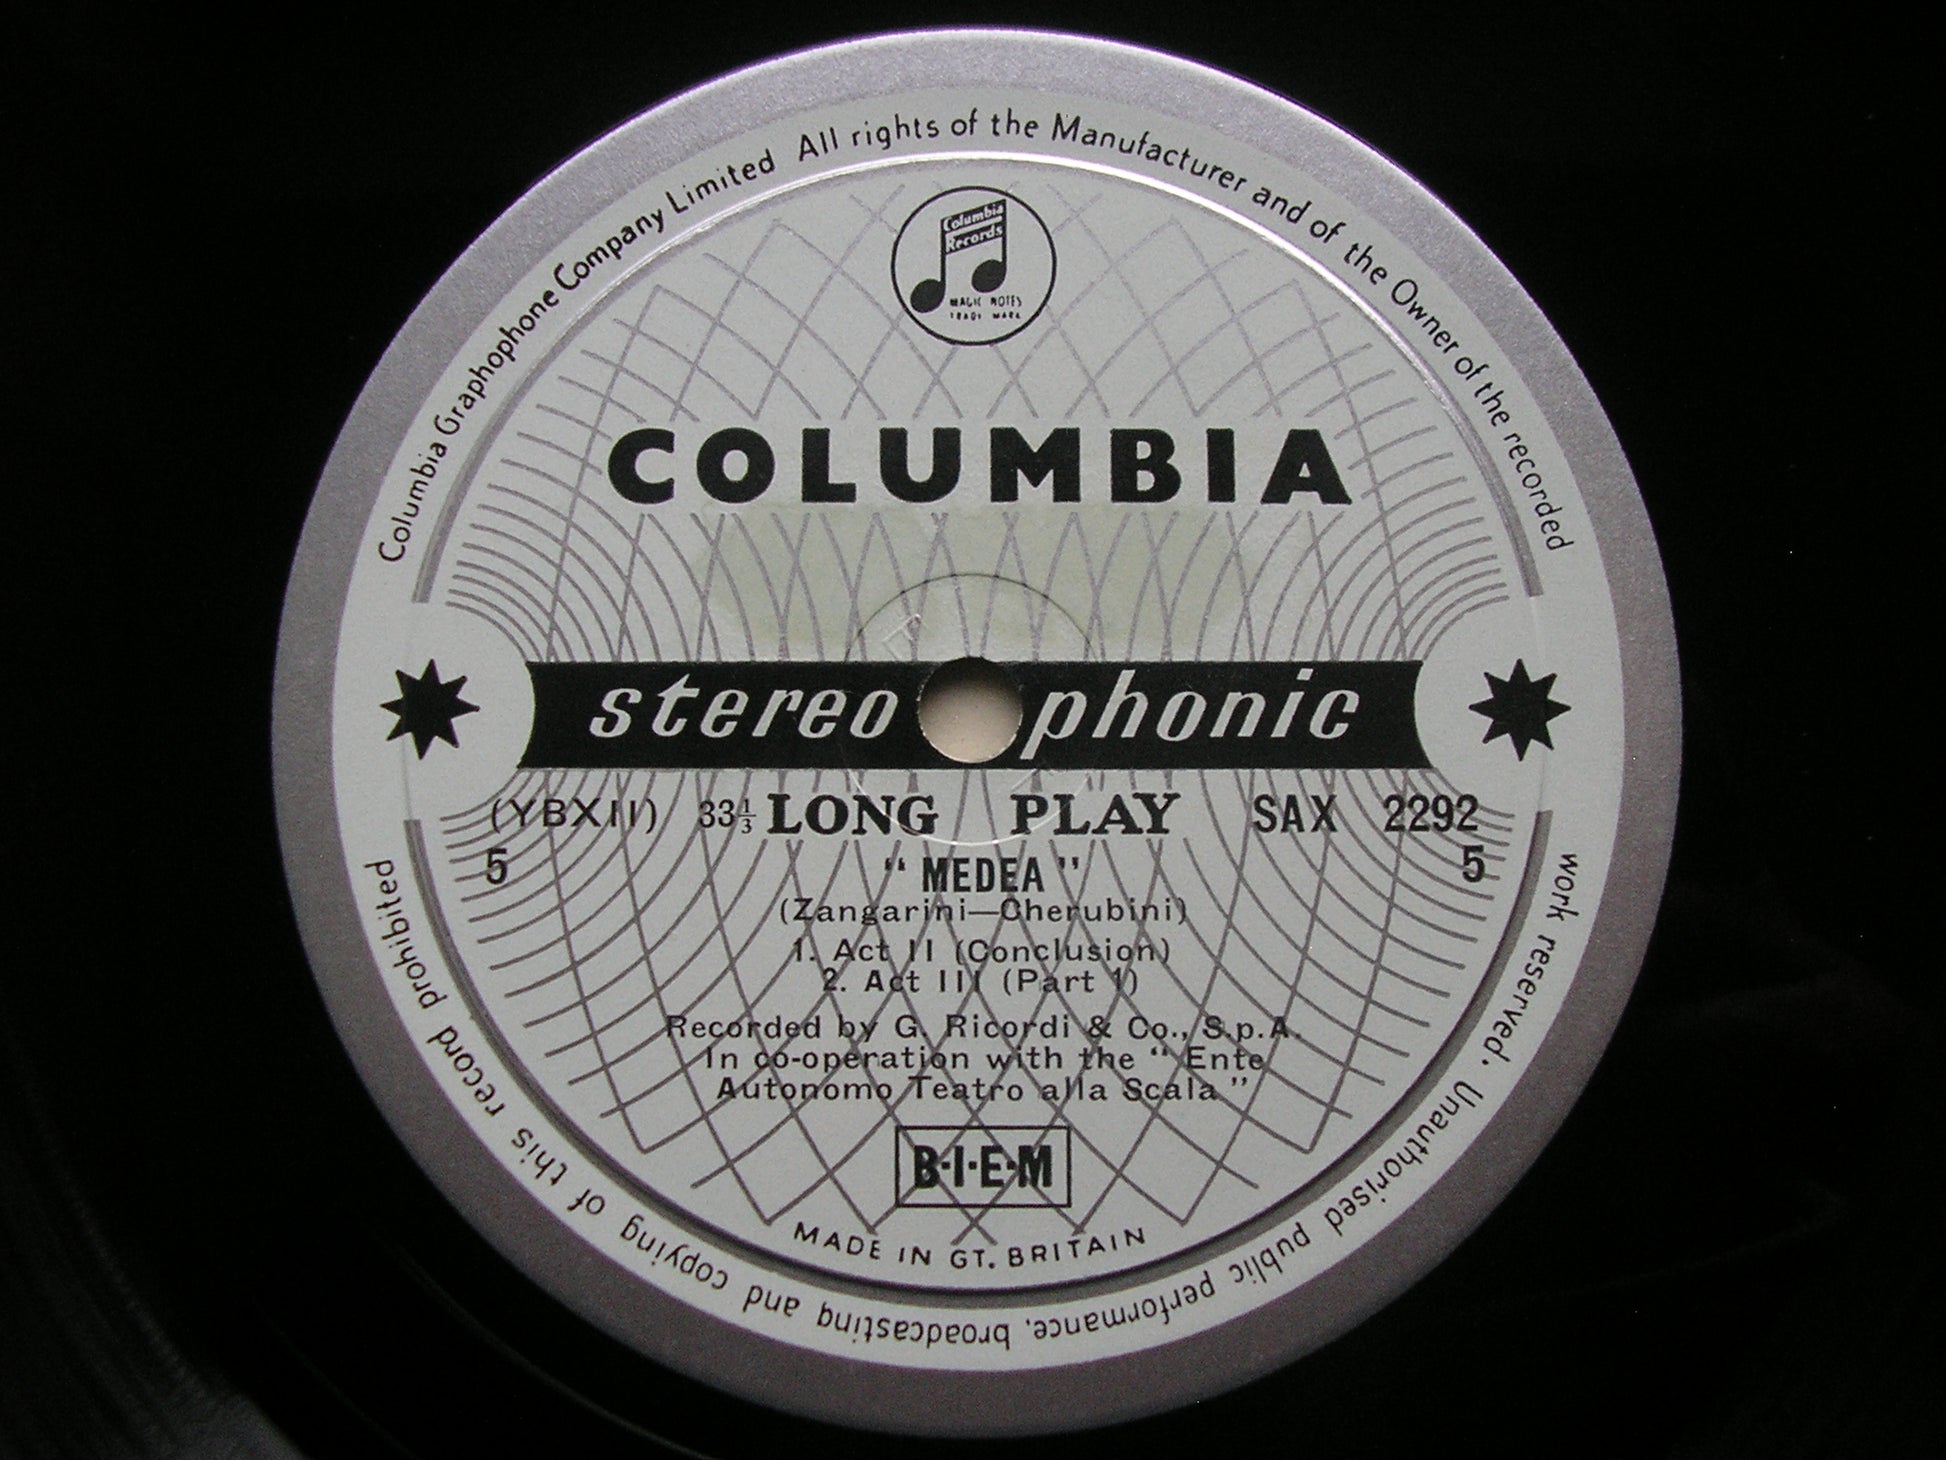 Columbia Graphophone Company Limited All rights of the Manufacturer and of the Owner of the recorded
work reserved. Unauthorised public performance, broadcasting and copying of this record prohibited
Columbia
Records
MAGIC NOTES
TRADE MARK
COLUMBIA
stereophonic
(YBXII) 33⅓ LONG PLAY SAX 2292
5 5
“ MEDEA ”
(Zangarini—Cherubini)
1. Act II (Conclusion)
2. Act III (Part 1)
Recorded by G. Ricordi & Co., S.p.A.
In co-operation with the “ Ente
Autonomo Teatro alla Scala ”
B·I·E·M
MADE IN GT. BRITAIN